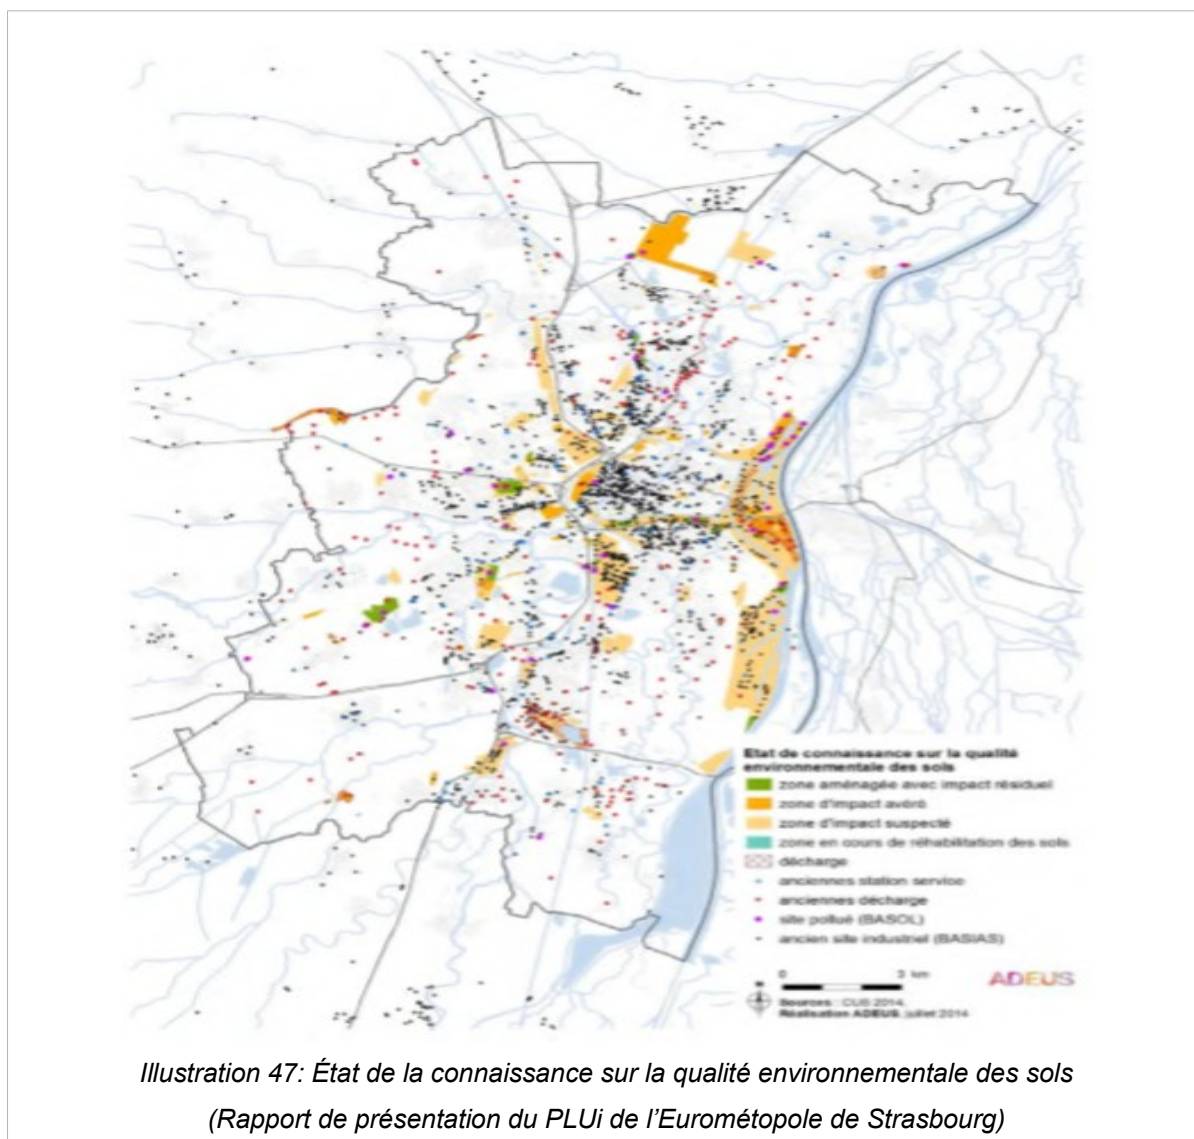 Etat de connaissance sur la qualité
environnementale des sols
zone aménagée avec impact résiduel
zone d'impact avéré
zone d'impact suspecté
zone en cours de réhabilitation des sols
décharge
anciennes station service
anciennes décharge
site pollué (BASOL)
ancien site industriel (BASIAS)
0 3 km
N
ADEUS
Sources : CUS 2014.
Réalisation ADEUS, juillet 2014
Illustration 47: État de la connaissance sur la qualité environnementale des sols
(Rapport de présentation du PLUi de l'Eurométopole de Strasbourg)